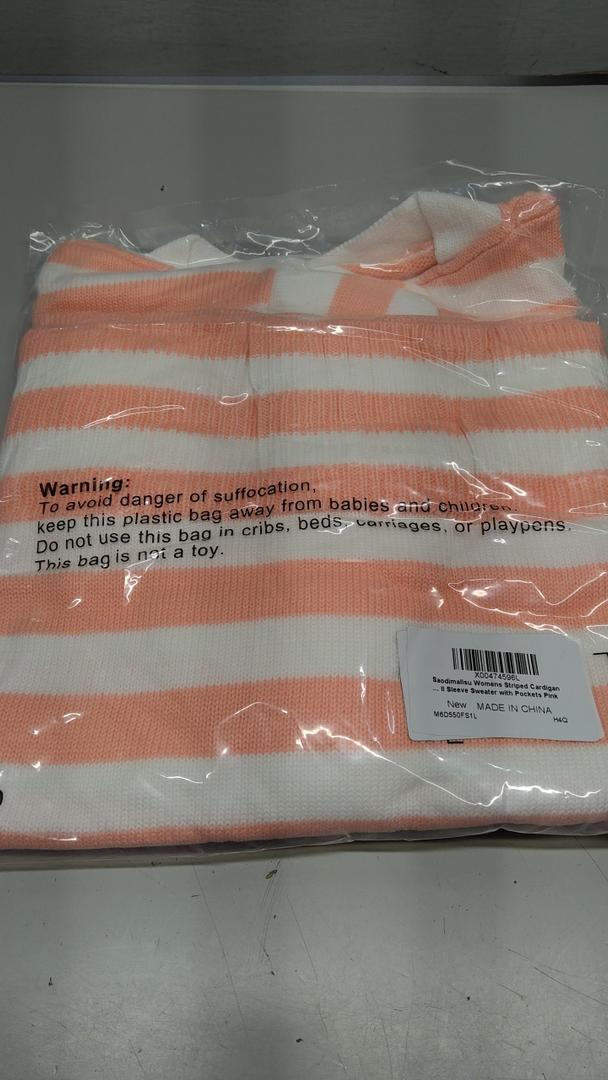 Warning:
To avoid danger of suffocation,
keep this plastic bag away from babies and children.
Do not use this bag in cribs, beds, carriages, or playpens.
This bag is not a toy.
X00474596L
Saodimallsu Womens Striped Cardigan
... ll Sleeve Sweater with Pockets Pink
New MADE IN CHINA
M6D550FS1L H4Q